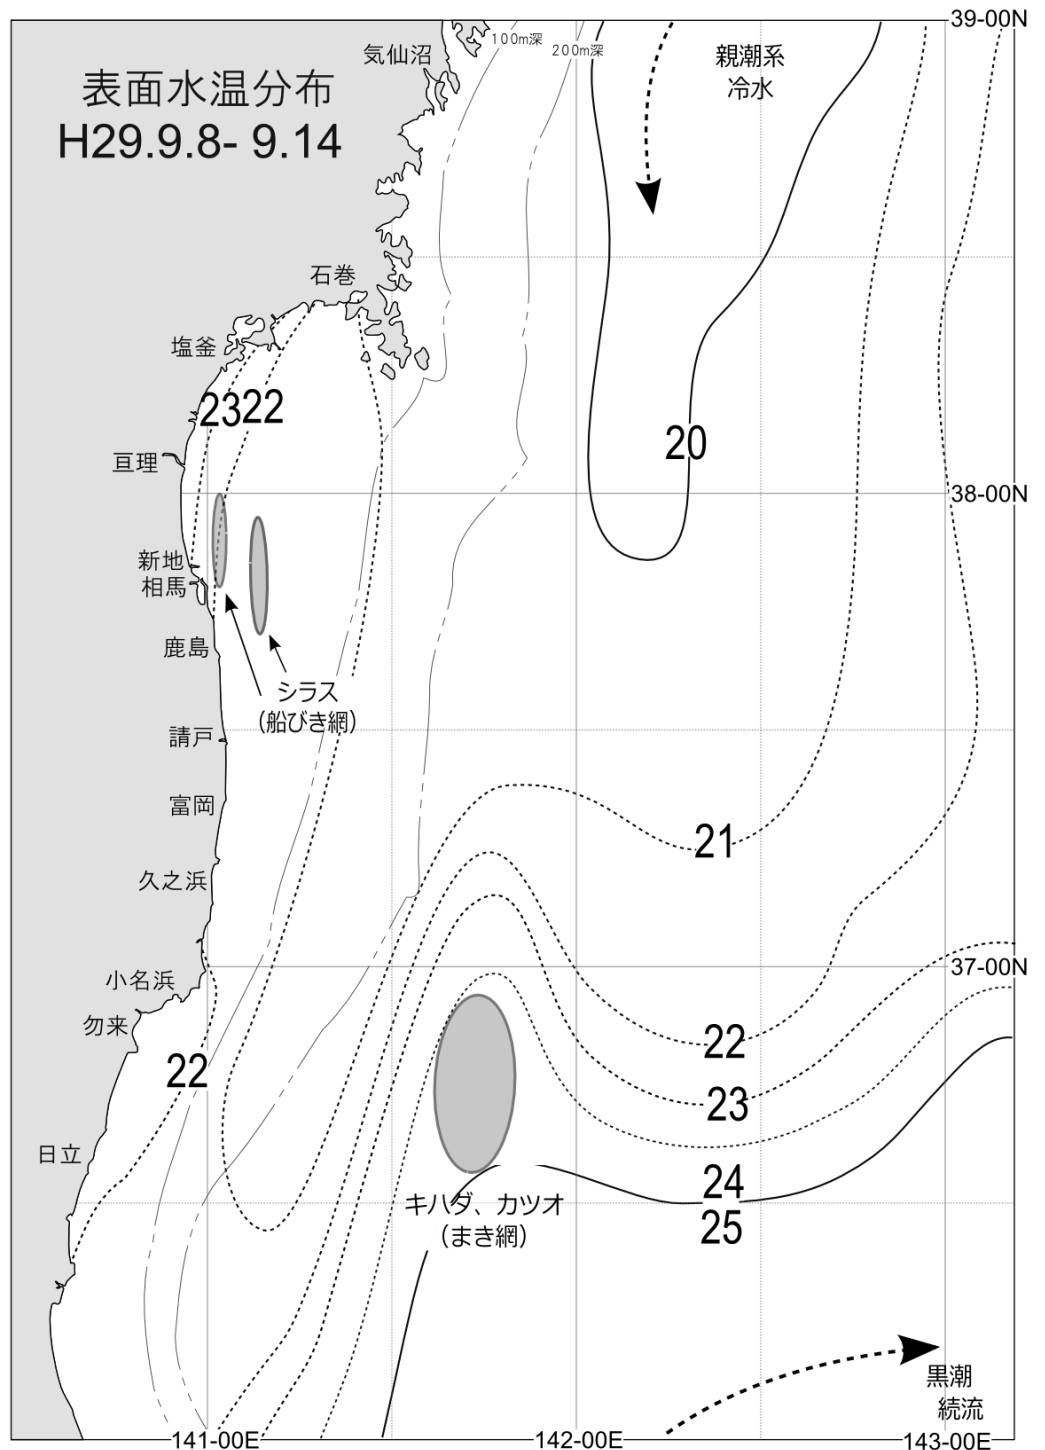 39-00N
100m深
200m深
気仙沼
親潮系
冷水
表面水温分布
H29.9.8- 9.14
石巻
塩釜
23
22
20
亘理
38-00N
新地
相馬
鹿島
シラス
（船びき網）
請戸
富岡
21
久之浜
37-00N
小名浜
勿来
22
22
23
日立
24
キハダ、カツオ
（まき網）
25
黒潮
続流
141-00E
142-00E
143-00E